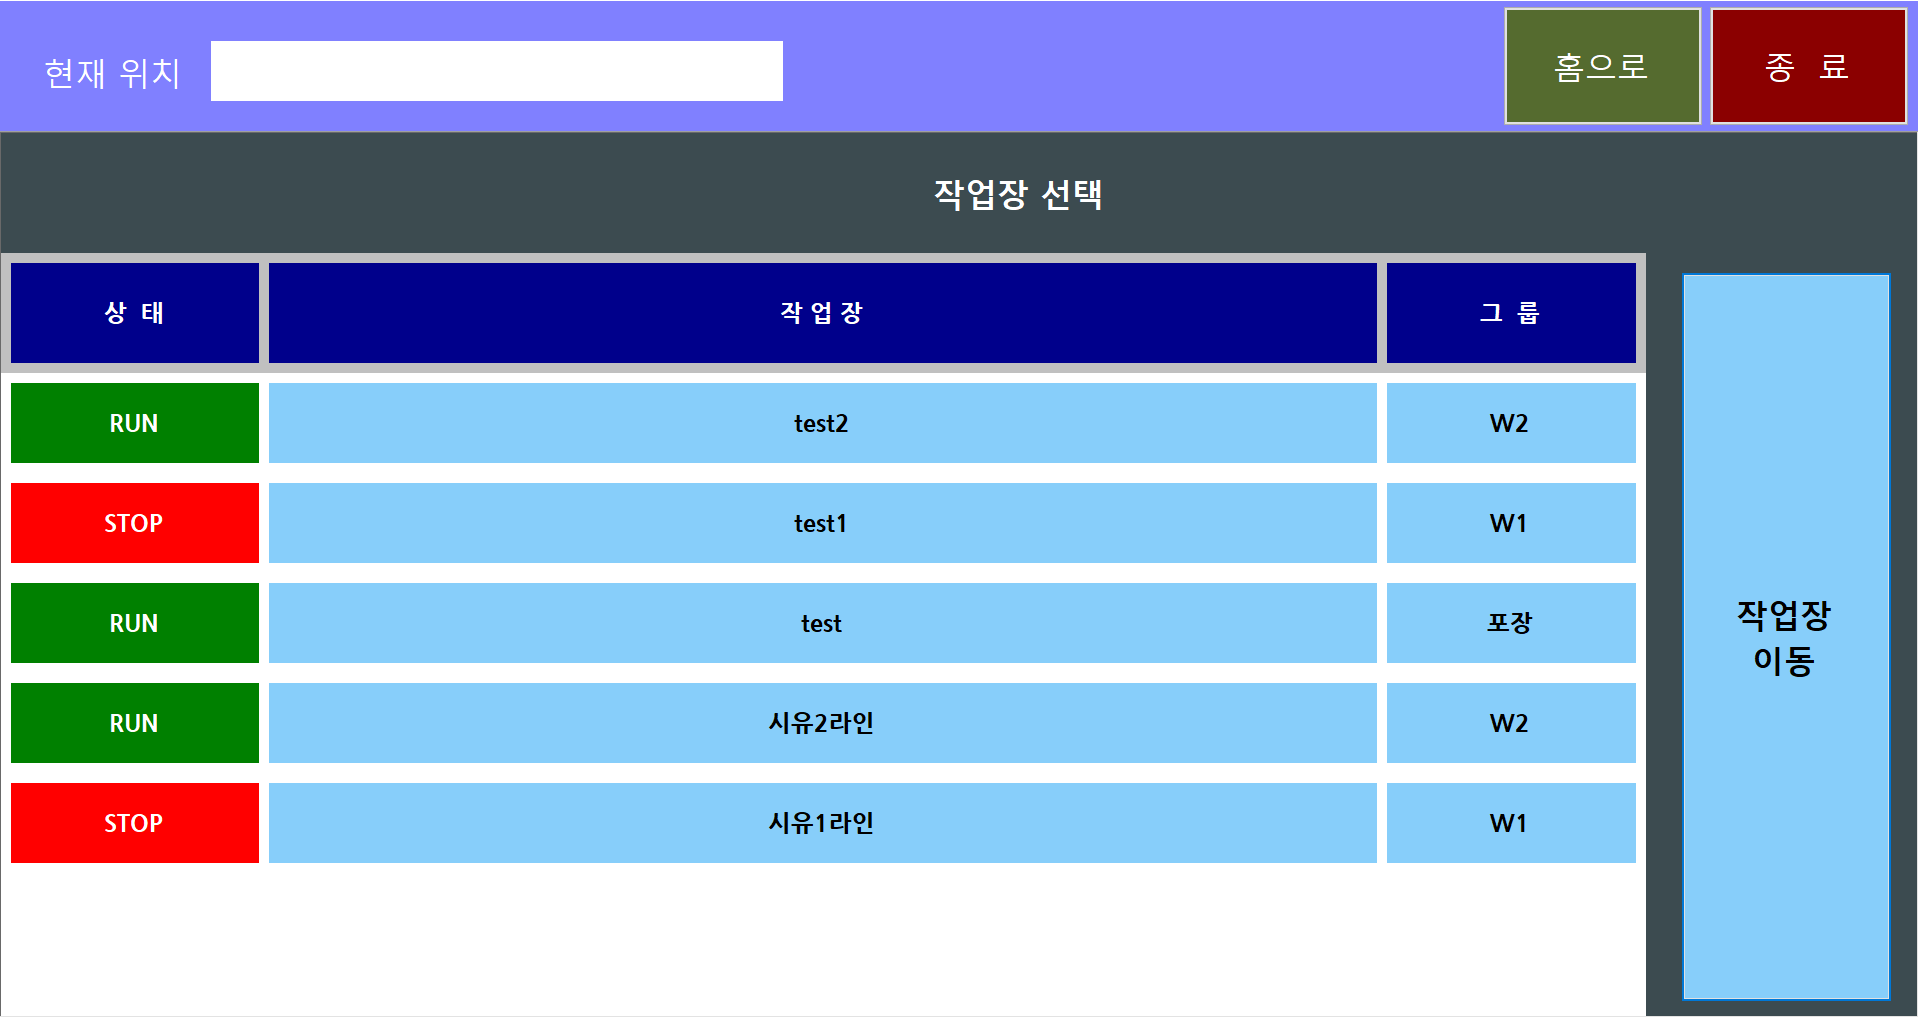 현재 위치
홈으로
종 료
작업장 선택
상 태 작 업 장 그 룹
RUN test2 W2
STOP test1 W1
RUN test 포장
RUN 시유2라인 W2
STOP 시유1라인 W1
작업장
이동